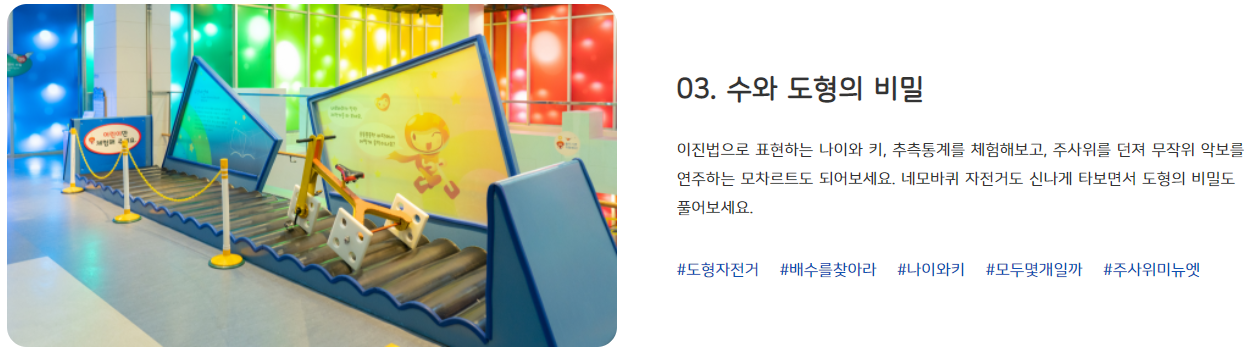 03. 수와 도형의 비밀
이진법으로 표현하는 나이와 키, 추측통계를 체험해보고, 주사위를 던져 무작위 악보를
연주하는 모차르트도 되어보세요. 네모바퀴 자전거도 신나게 타보면서 도형의 비밀도
풀어보세요.
#도형자전거 #배수를찾아라 #나이와키 #모두몇개일까 #주사위미뉴엣